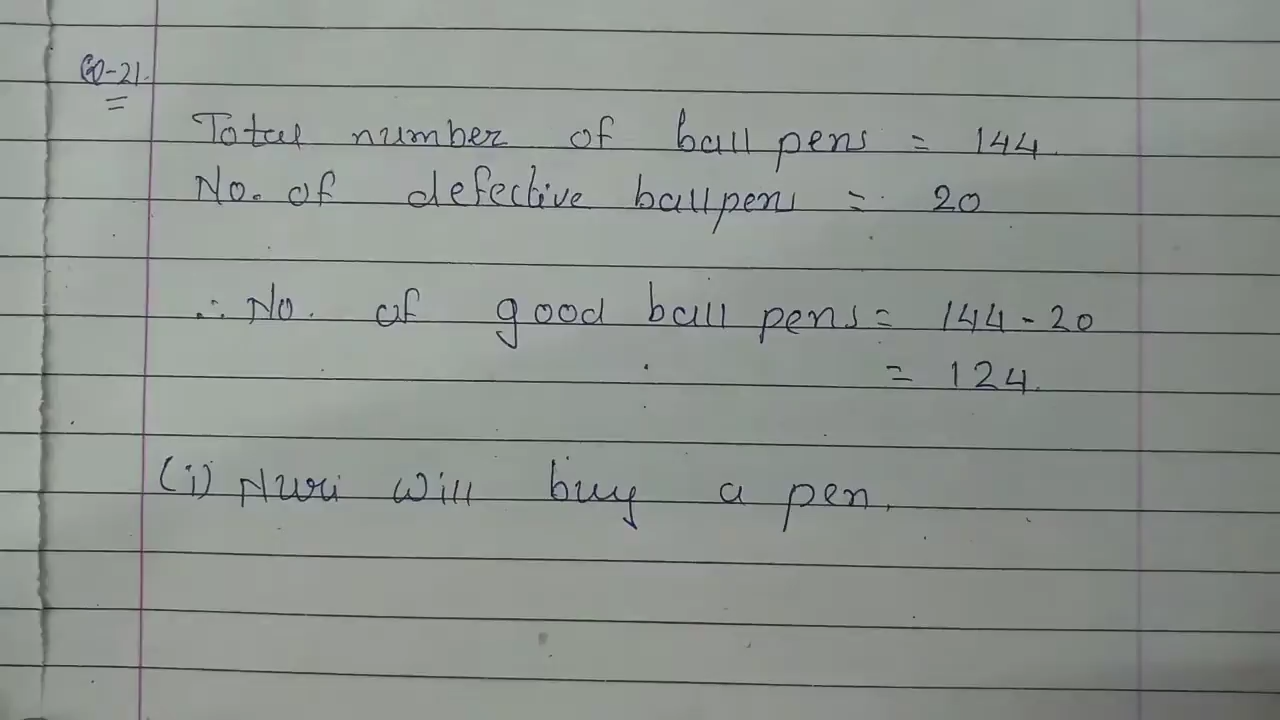 Q-21.
Total number of ball pens = 144.
No. of defective ballpens = 20
∴ No. of good ball pens = 144 - 20
= 124.
(i) Nuri will buy a pen.